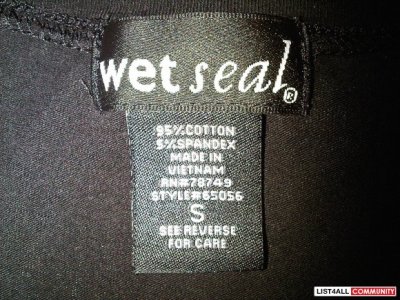 wet seal®
95% COTTON
5% SPANDEX
MADE IN
VIETNAM
RN#78749
STYLE#65056
S
SEE REVERSE
FOR CARE
LIST4ALL COMMUNITY